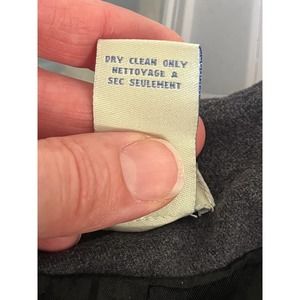 DRY CLEAN ONLY
NETTOYAGE A
SEC SEULEMENT